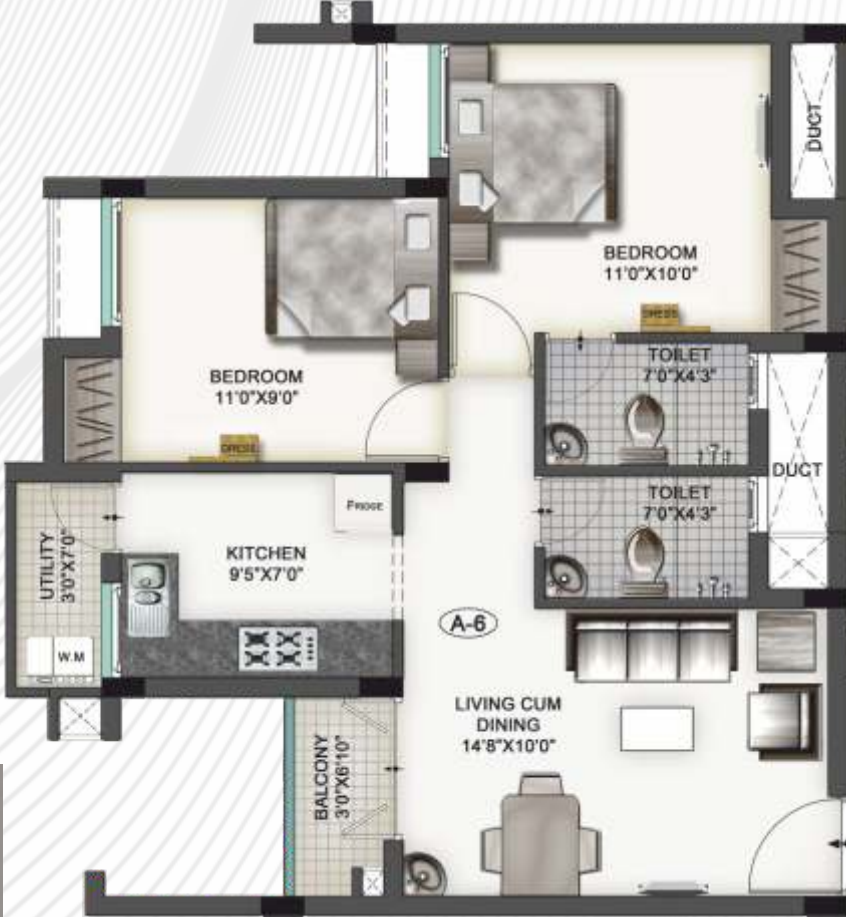 DUCT
BEDROOM
11'0"X10'0"
DRESS
TOILET
7'0"X4'3"
BEDROOM
11'0"X9'0"
DRESS
DUCT
TOILET
7'0"X4'3"
FRIDGE
KITCHEN
9'5"X7'0"
UTILITY
3'0"X7'0"
W.M
A-6
LIVING CUM
DINING
14'8"X10'0"
BALCONY
3'0"X6'10"